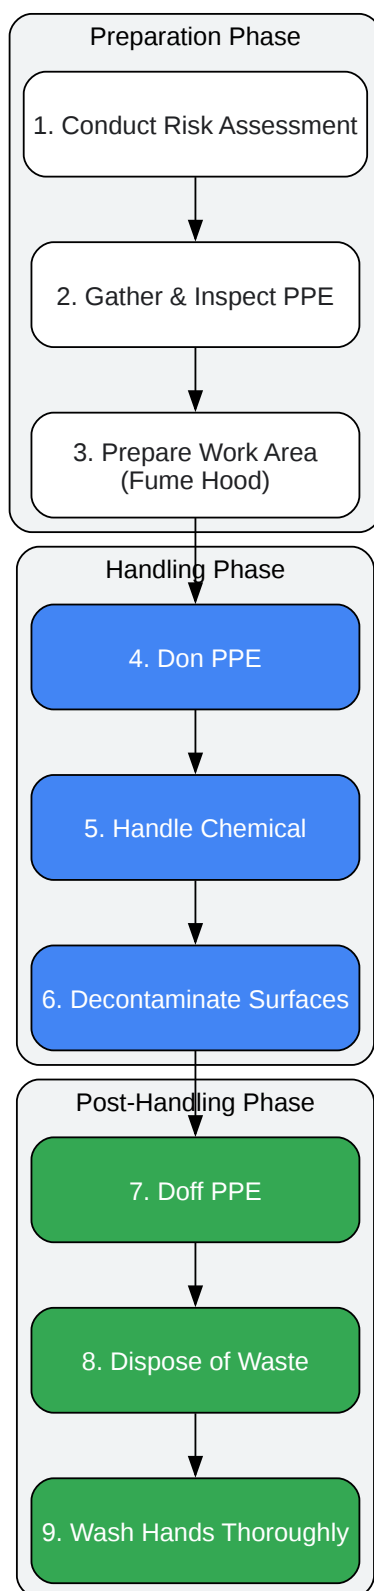 Preparation Phase
1. Conduct Risk Assessment
2. Gather & Inspect PPE
3. Prepare Work Area
(Fume Hood)
Handling Phase
4. Don PPE
5. Handle Chemical
6. Decontaminate Surfaces
Post-Handling Phase
7. Doff PPE
8. Dispose of Waste
9. Wash Hands Thoroughly